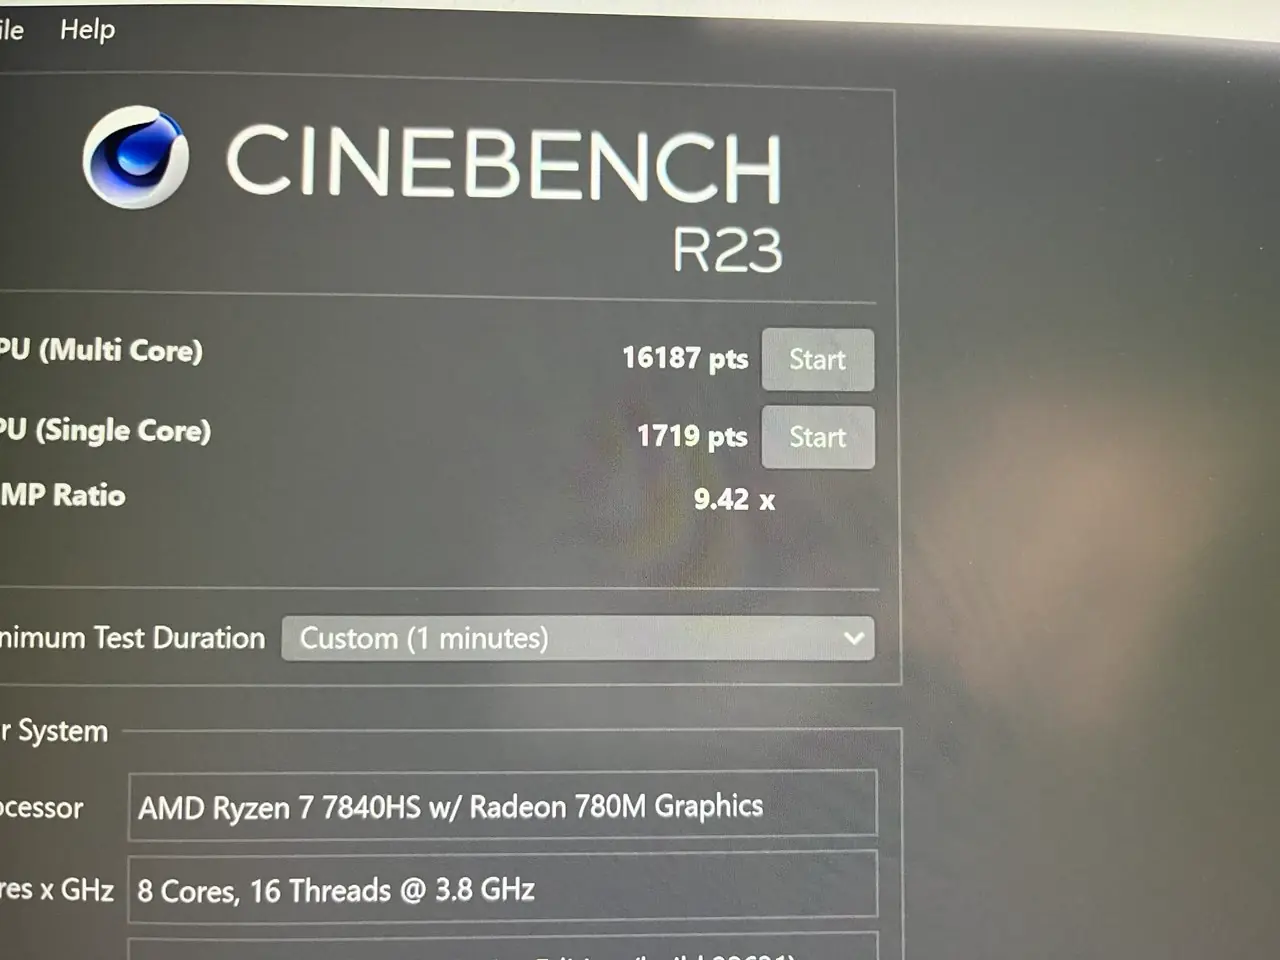 ile Help
CINEBENCH
R23
PU (Multi Core) 16187 pts Start
PU (Single Core) 1719 pts Start
MP Ratio 9.42 x
nimum Test Duration Custom (1 minutes)
r System
ocessor AMD Ryzen 7 7840HS w/ Radeon 780M Graphics
res x GHz 8 Cores, 16 Threads @ 3.8 GHz